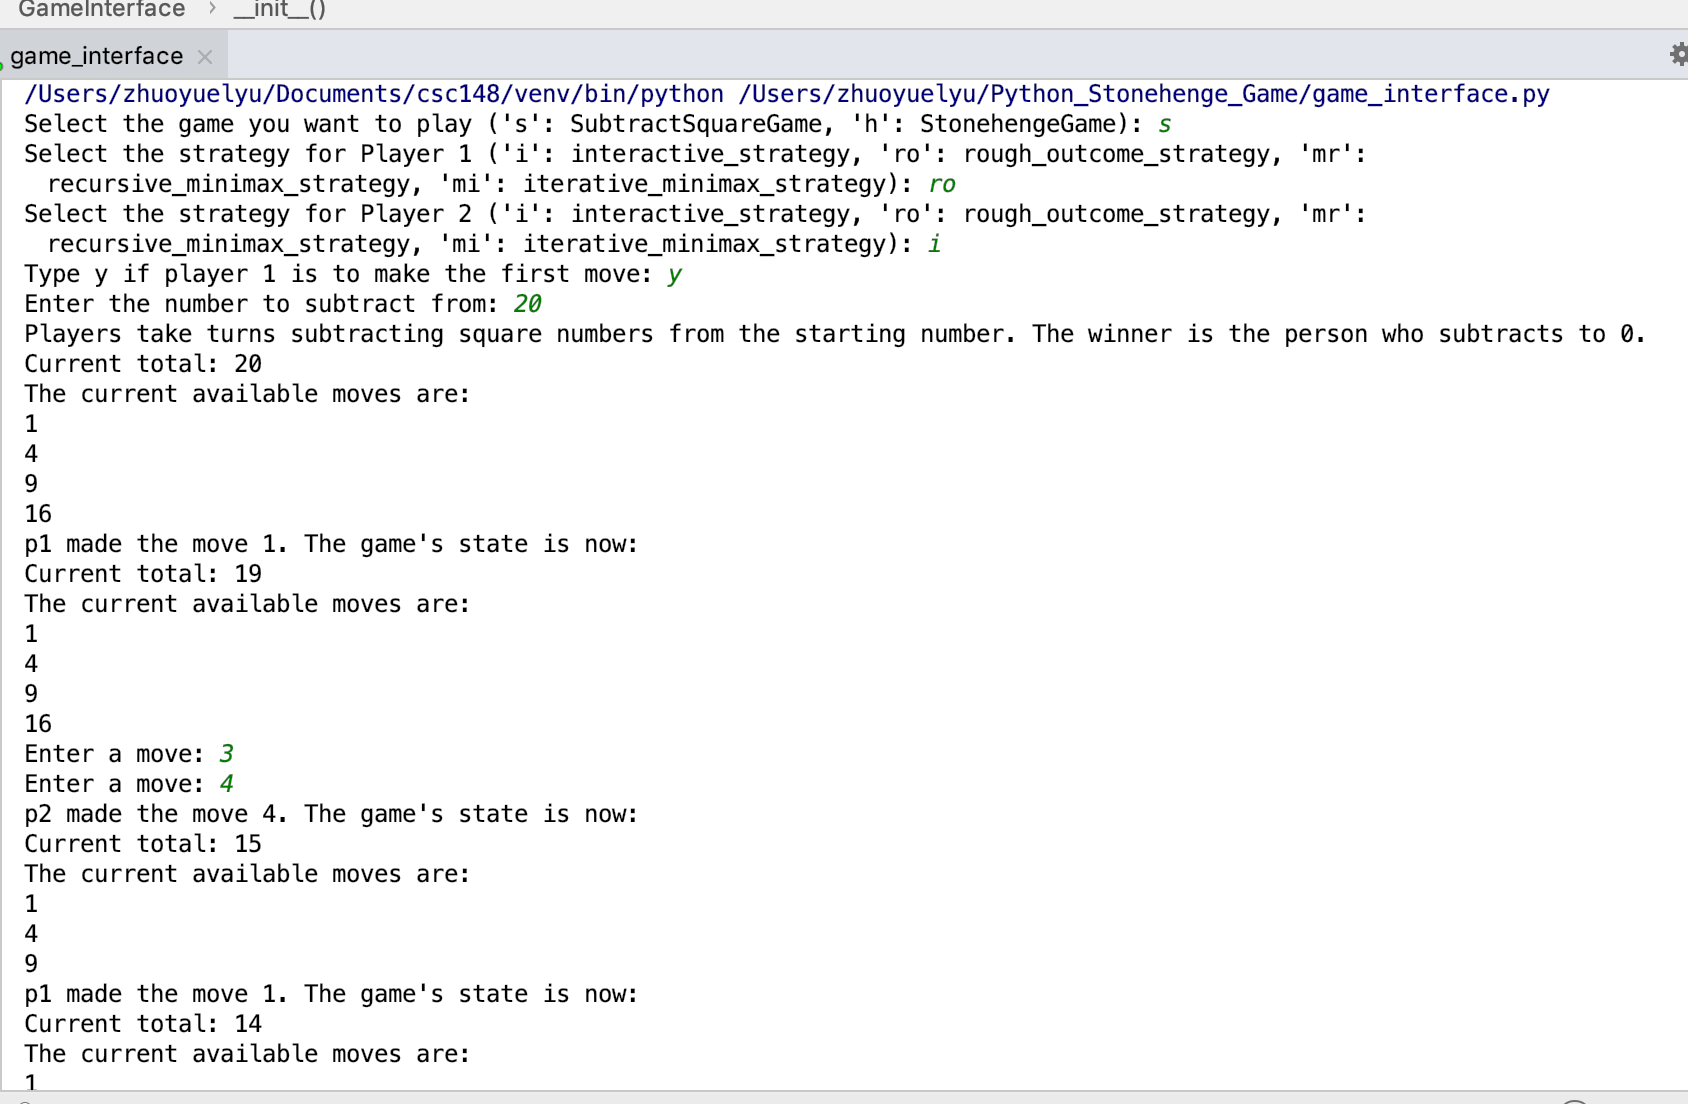 GameInterface › __init__()
game_interface ×
/Users/zhuoyuelyu/Documents/csc148/venv/bin/python /Users/zhuoyuelyu/Python_Stonehenge_Game/game_interface.py
Select the game you want to play ('s': SubtractSquareGame, 'h': StonehengeGame): s
Select the strategy for Player 1 ('i': interactive_strategy, 'ro': rough_outcome_strategy, 'mr':
recursive_minimax_strategy, 'mi': iterative_minimax_strategy): ro
Select the strategy for Player 2 ('i': interactive_strategy, 'ro': rough_outcome_strategy, 'mr':
recursive_minimax_strategy, 'mi': iterative_minimax_strategy): i
Type y if player 1 is to make the first move: y
Enter the number to subtract from: 20
Players take turns subtracting square numbers from the starting number. The winner is the person who subtracts to 0.
Current total: 20
The current available moves are:
1
4
9
16
p1 made the move 1. The game's state is now:
Current total: 19
The current available moves are:
1
4
9
16
Enter a move: 3
Enter a move: 4
p2 made the move 4. The game's state is now:
Current total: 15
The current available moves are:
1
4
9
p1 made the move 1. The game's state is now:
Current total: 14
The current available moves are:
1